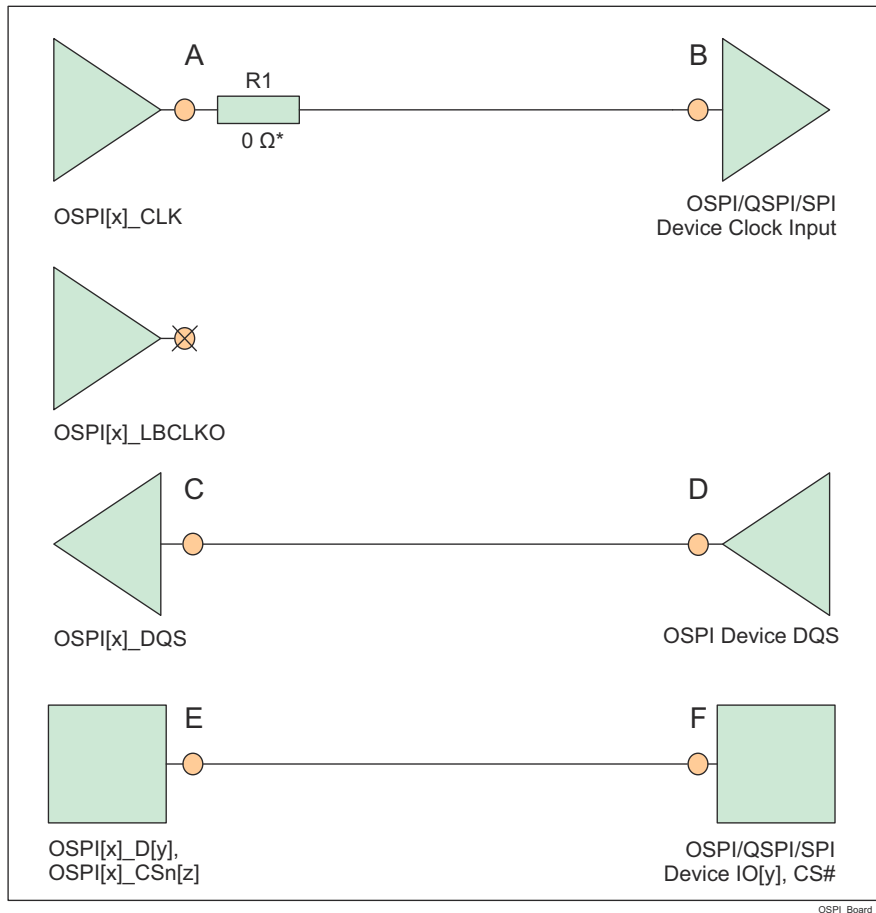 A
B
R1
0 Ω*
OSPI[x]_CLK
OSPI/QSPI/SPI
Device Clock Input
OSPI[x]_LBCLKO
C
D
OSPI[x]_DQS
OSPI Device DQS
E
F
OSPI[x]_D[y],
OSPI[x]_CSn[z]
OSPI/QSPI/SPI
Device IO[y], CS#
OSPI_Board